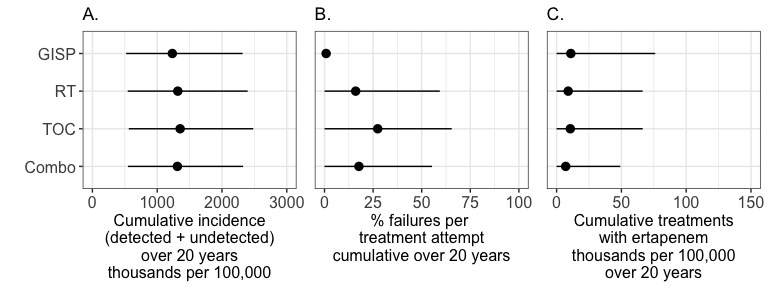 A.
B.
C.
GISP
RT
TOC
Combo
0
1000
2000
3000
0
25
50
75
100
0
50
100
150
Cumulative incidence
(detected + undetected)
over 20 years
thousands per 100,000
% failures per
treatment attempt
cumulative over 20 years
Cumulative treatments
with ertapenem
thousands per 100,000
over 20 years